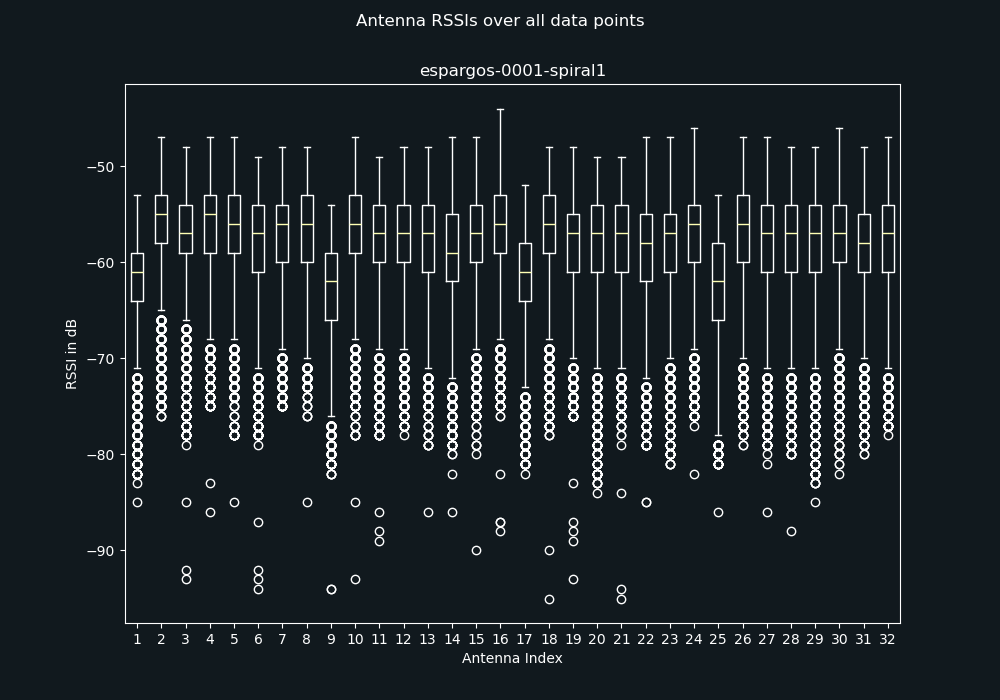 Antenna RSSIs over all data points
espargos-0001-spiral1
−50
−60
−70
−80
−90
RSSI in dB
1 2 3 4 5 6 7 8 9 10 11 12 13 14 15 16 17 18 19 20 21 22 23 24 25 26 27 28 29 30 31 32
Antenna Index